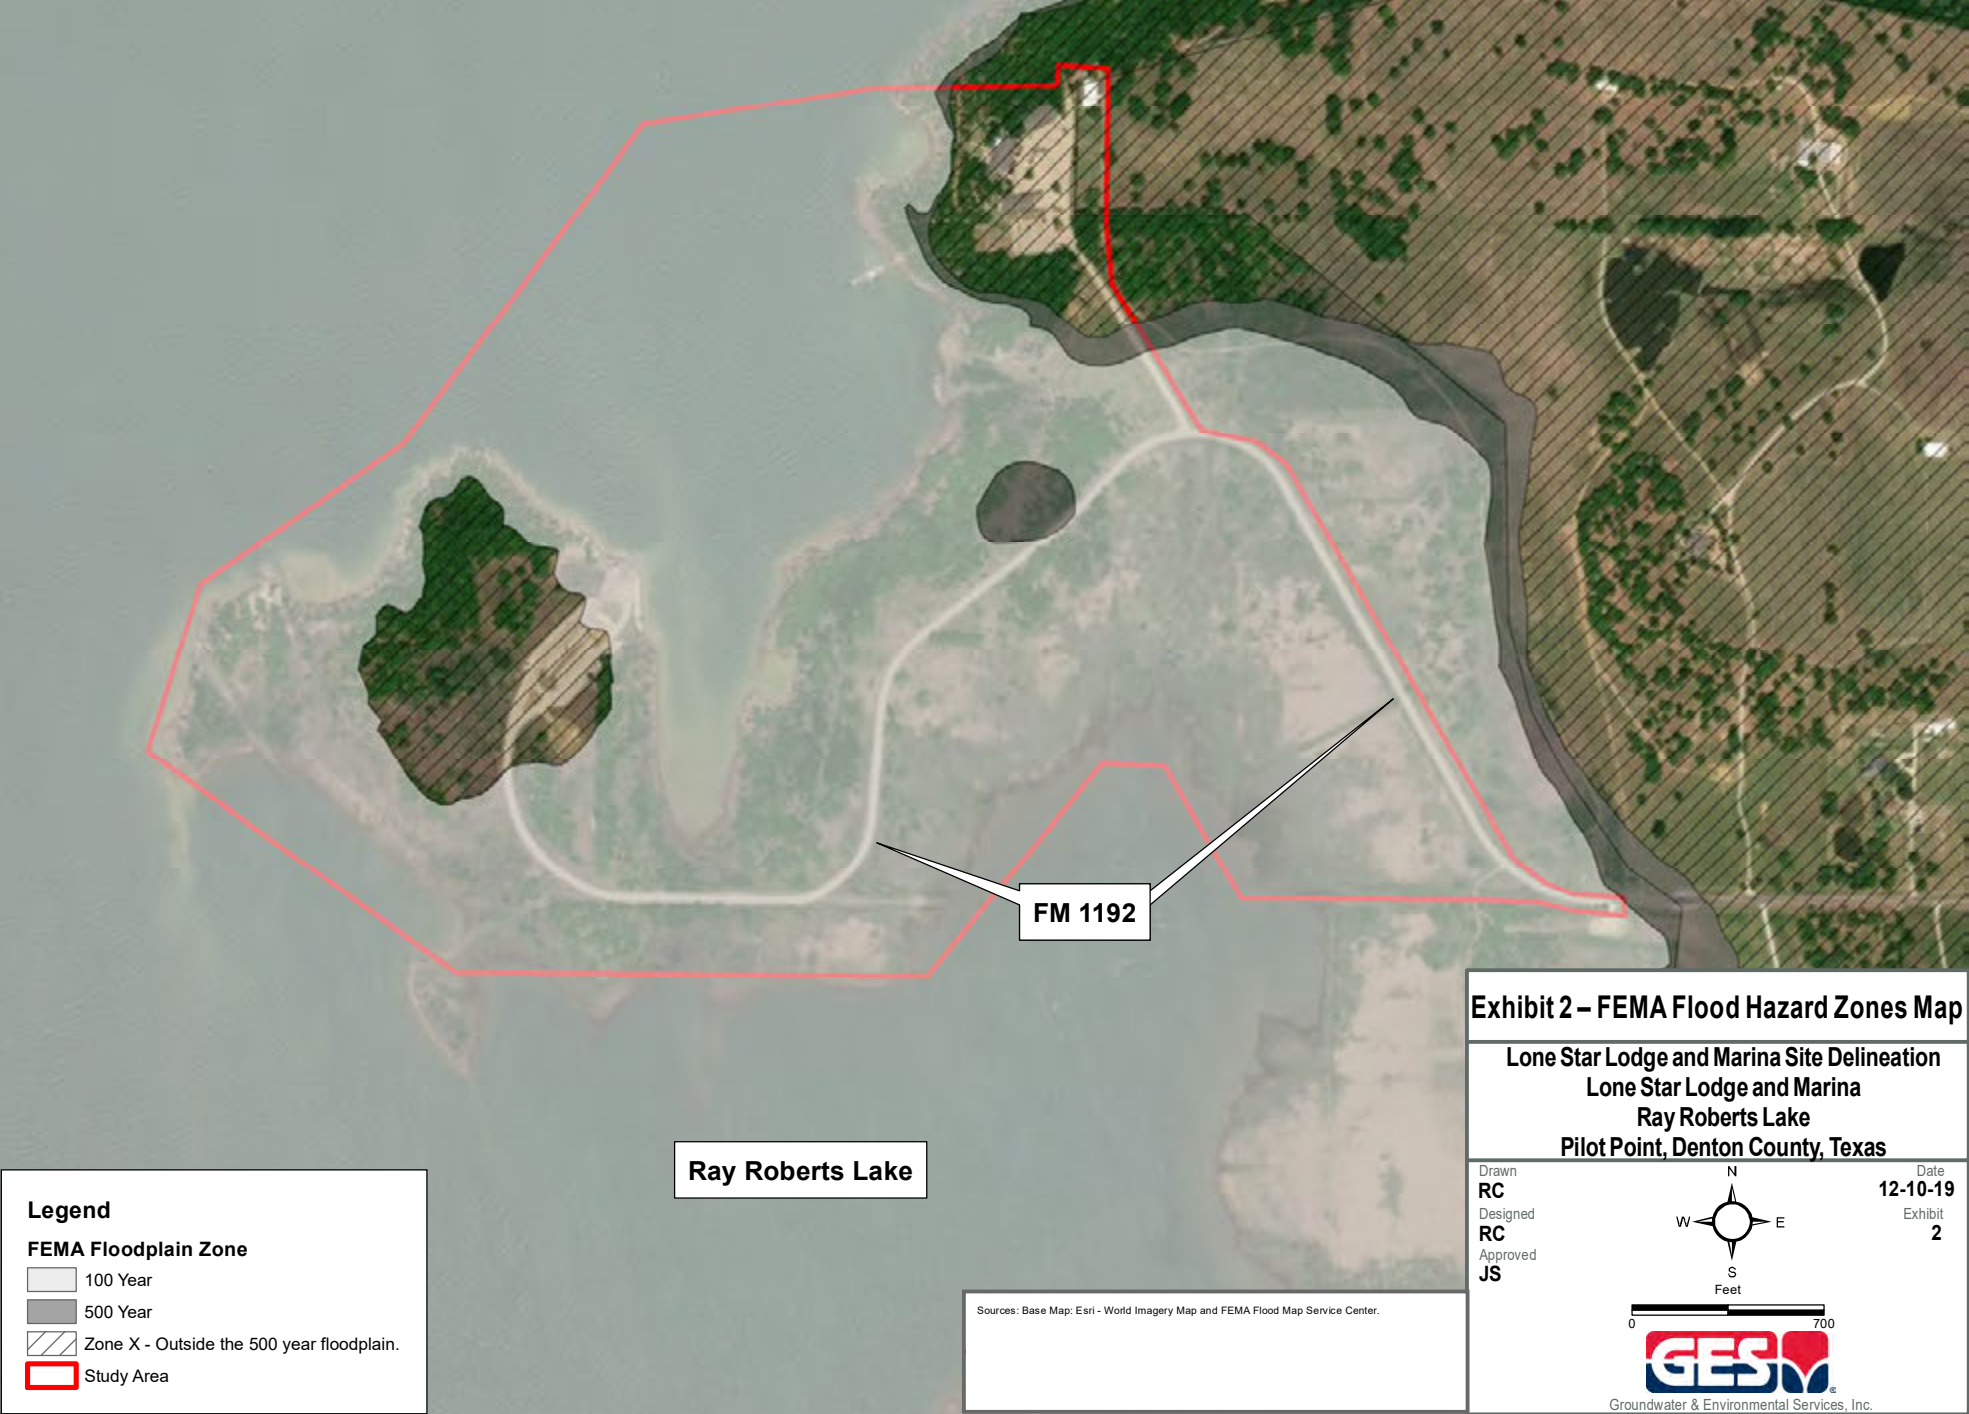 FM 1192
Ray Roberts Lake
Legend
FEMA Floodplain Zone
100 Year
500 Year
Zone X - Outside the 500 year floodplain.
Study Area
Sources: Base Map: Esri - World Imagery Map and FEMA Flood Map Service Center.
Exhibit 2 – FEMA Flood Hazard Zones Map
Lone Star Lodge and Marina Site Delineation
Lone Star Lodge and Marina
Ray Roberts Lake
Pilot Point, Denton County, Texas
Drawn
RC
Designed
RC
Approved
JS
N
W E
S
Date
12-10-19
Exhibit
2
Feet
0 700
GES
®
Groundwater & Environmental Services, Inc.